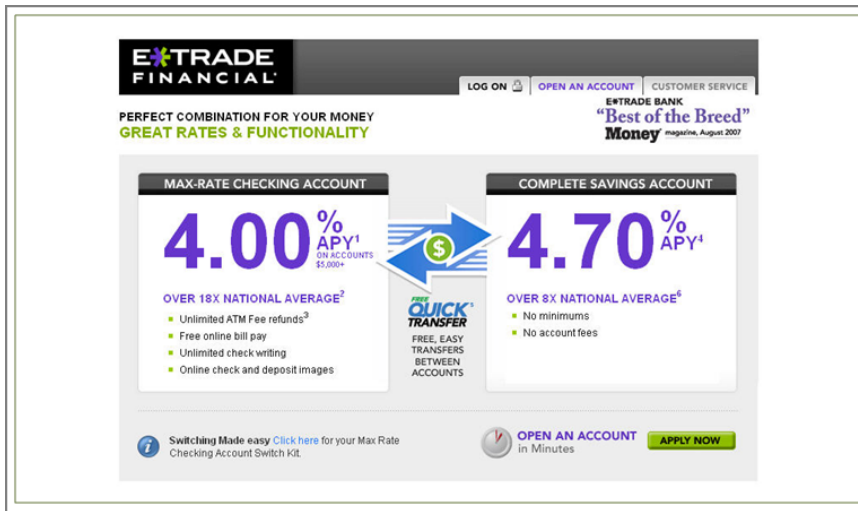 E*TRADE
FINANCIAL®
LOG ON
OPEN AN ACCOUNT
CUSTOMER SERVICE
PERFECT COMBINATION FOR YOUR MONEY
GREAT RATES & FUNCTIONALITY
E*TRADE BANK
“Best of the Breed”
Money magazine, August 2007
MAX-RATE CHECKING ACCOUNT
4.00% APY¹
ON ACCOUNTS
$5,000+
OVER 18X NATIONAL AVERAGE²
Unlimited ATM Fee refunds³
Free online bill pay
Unlimited check writing
Online check and deposit images
$
FREE
QUICK⁵
TRANSFER
FREE, EASY
TRANSFERS
BETWEEN
ACCOUNTS
COMPLETE SAVINGS ACCOUNT
4.70% APY⁴
OVER 8X NATIONAL AVERAGE⁶
No minimums
No account fees
i
Switching Made easy Click here for your Max Rate
Checking Account Switch Kit.
OPEN AN ACCOUNT
in Minutes
APPLY NOW